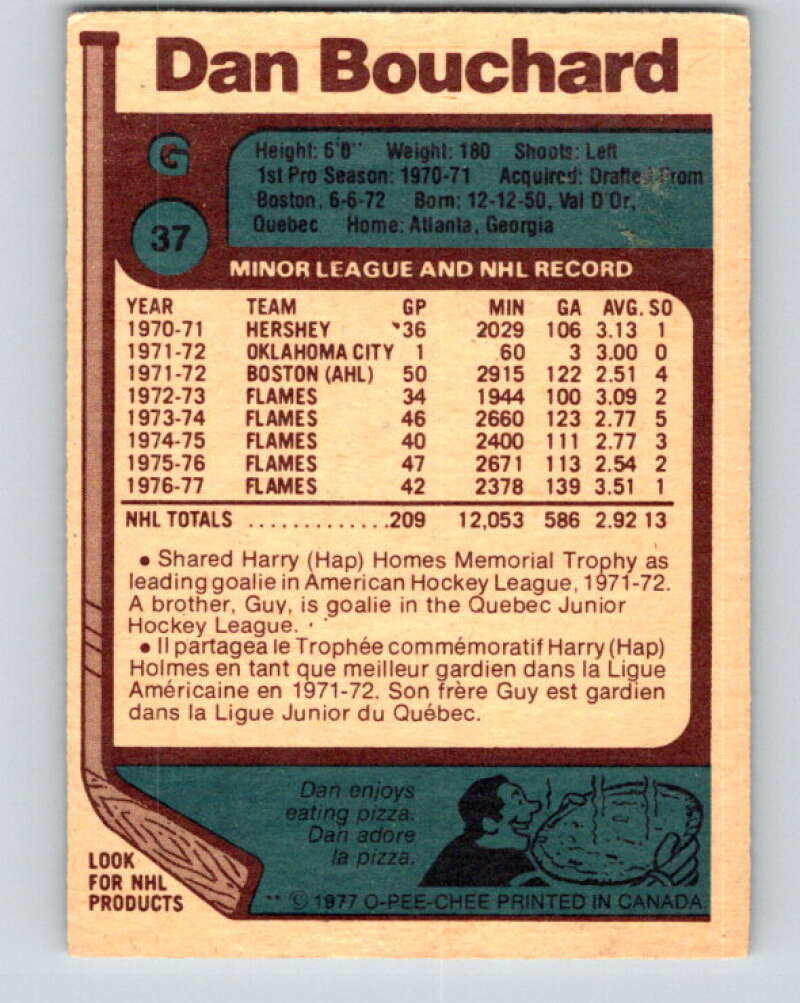 Dan Bouchard
G
37
Height: 6'0" Weight: 180 Shoots: Left
1st Pro Season: 1970-71 Acquired: Drafted From
Boston, 6-6-72 Born: 12-12-50, Val D'Or,
Quebec Home: Atlanta, Georgia
MINOR LEAGUE AND NHL RECORD
YEAR TEAM GP MIN GA AVG. SO
1970-71 HERSHEY 36 2029 106 3.13 1
1971-72 OKLAHOMA CITY 1 60 3 3.00 0
1971-72 BOSTON (AHL) 50 2915 122 2.51 4
1972-73 FLAMES 34 1944 100 3.09 2
1973-74 FLAMES 46 2660 123 2.77 5
1974-75 FLAMES 40 2400 111 2.77 3
1975-76 FLAMES 47 2671 113 2.54 2
1976-77 FLAMES 42 2378 139 3.51 1
NHL TOTALS .............209 12,053 586 2.92 13
• Shared Harry (Hap) Homes Memorial Trophy as
leading goalie in American Hockey League, 1971-72.
A brother, Guy, is goalie in the Quebec Junior
Hockey League.
• Il partagea le Trophée commémoratif Harry (Hap)
Holmes en tant que meilleur gardien dans la Ligue
Américaine en 1971-72. Son frère Guy est gardien
dans la Ligue Junior du Québec.
Dan enjoys
eating pizza.
Dan adore
la pizza.
LOOK
FOR NHL
PRODUCTS
** © 1977 O-PEE-CHEE PRINTED IN CANADA